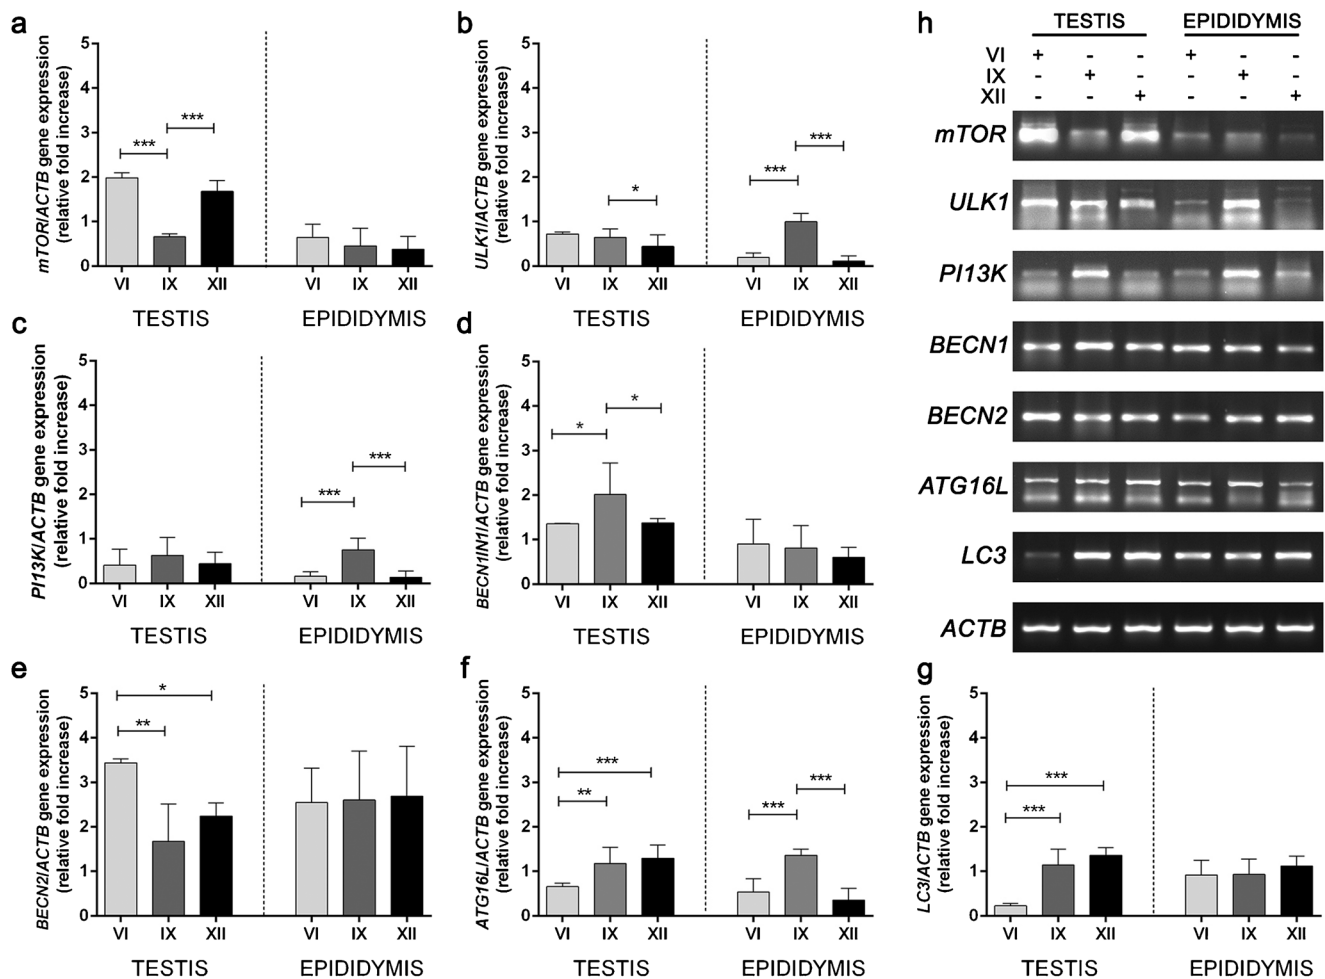 a
mTOR/ACTB gene expression
(relative fold increase)
5
4
3
2
1
0
***
***
VI IX XII VI IX XII
TESTIS EPIDIDYMIS
b
ULK1/ACTB gene expression
(relative fold increase)
5
4
3
2
1
0
*
***
***
VI IX XII VI IX XII
TESTIS EPIDIDYMIS
c
PI13K/ACTB gene expression
(relative fold increase)
5
4
3
2
1
0
***
***
VI IX XII VI IX XII
TESTIS EPIDIDYMIS
d
BECN1IN1/ACTB gene expression
(relative fold increase)
5
4
3
2
1
0
*
*
VI IX XII VI IX XII
TESTIS EPIDIDYMIS
e
BECN2/ACTB gene expression
(relative fold increase)
5
4
3
2
1
0
*
**
VI IX XII VI IX XII
TESTIS EPIDIDYMIS
f
ATG16L/ACTB gene expression
(relative fold increase)
5
4
3
2
1
0
***
**
***
***
VI IX XII VI IX XII
TESTIS EPIDIDYMIS
g
LC3/ACTB gene expression
(relative fold increase)
5
4
3
2
1
0
***
***
VI IX XII VI IX XII
TESTIS EPIDIDYMIS
h
TESTIS EPIDIDYMIS
VI + - - + - -
IX - + - - + -
XII - - + - - +
mTOR
ULK1
PI13K
BECN1
BECN2
ATG16L
LC3
ACTB